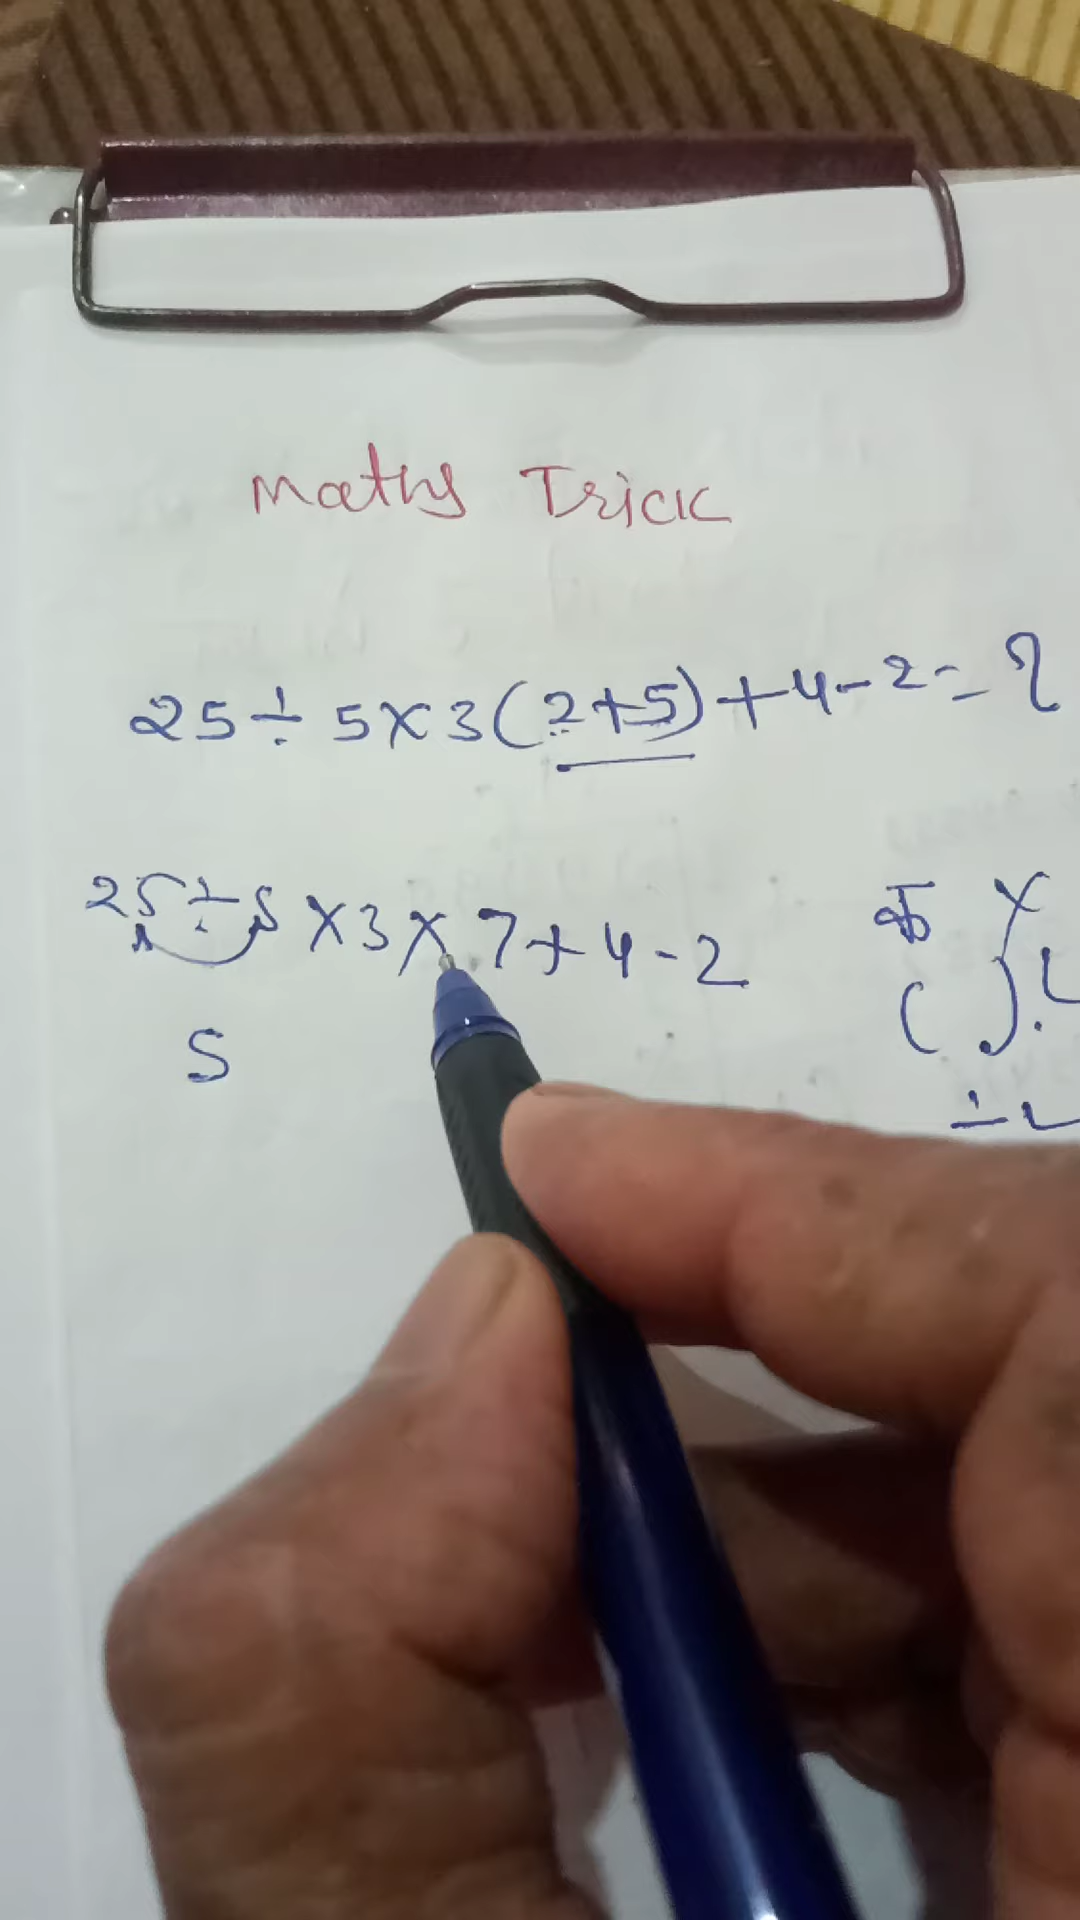 Maths Trick
25 ÷ 5 × 3 (2+5) + 4 - 2 = ?
25 ÷ 5 × 3 × 7 + 4 - 2
5
क ×
( ) .
÷